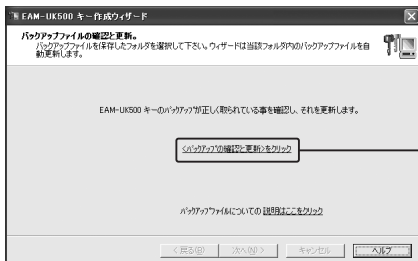 EAM-UK500 キー作成ウィザード
バックアップファイルの確認と更新。
バックアップファイルを保存したフォルダを選択して下さい。ウィザードは当該フォルダ内のバックアップファイルを自
動更新します。
EAM-UK500 キーのバックアップが正しく取られている事を確認し、それを更新します。
<バックアップの確認と更新>をクリック
バックアップファイルについての 説明はここをクリック
< 戻る(B)
次へ(N) >
キャンセル
ヘルプ